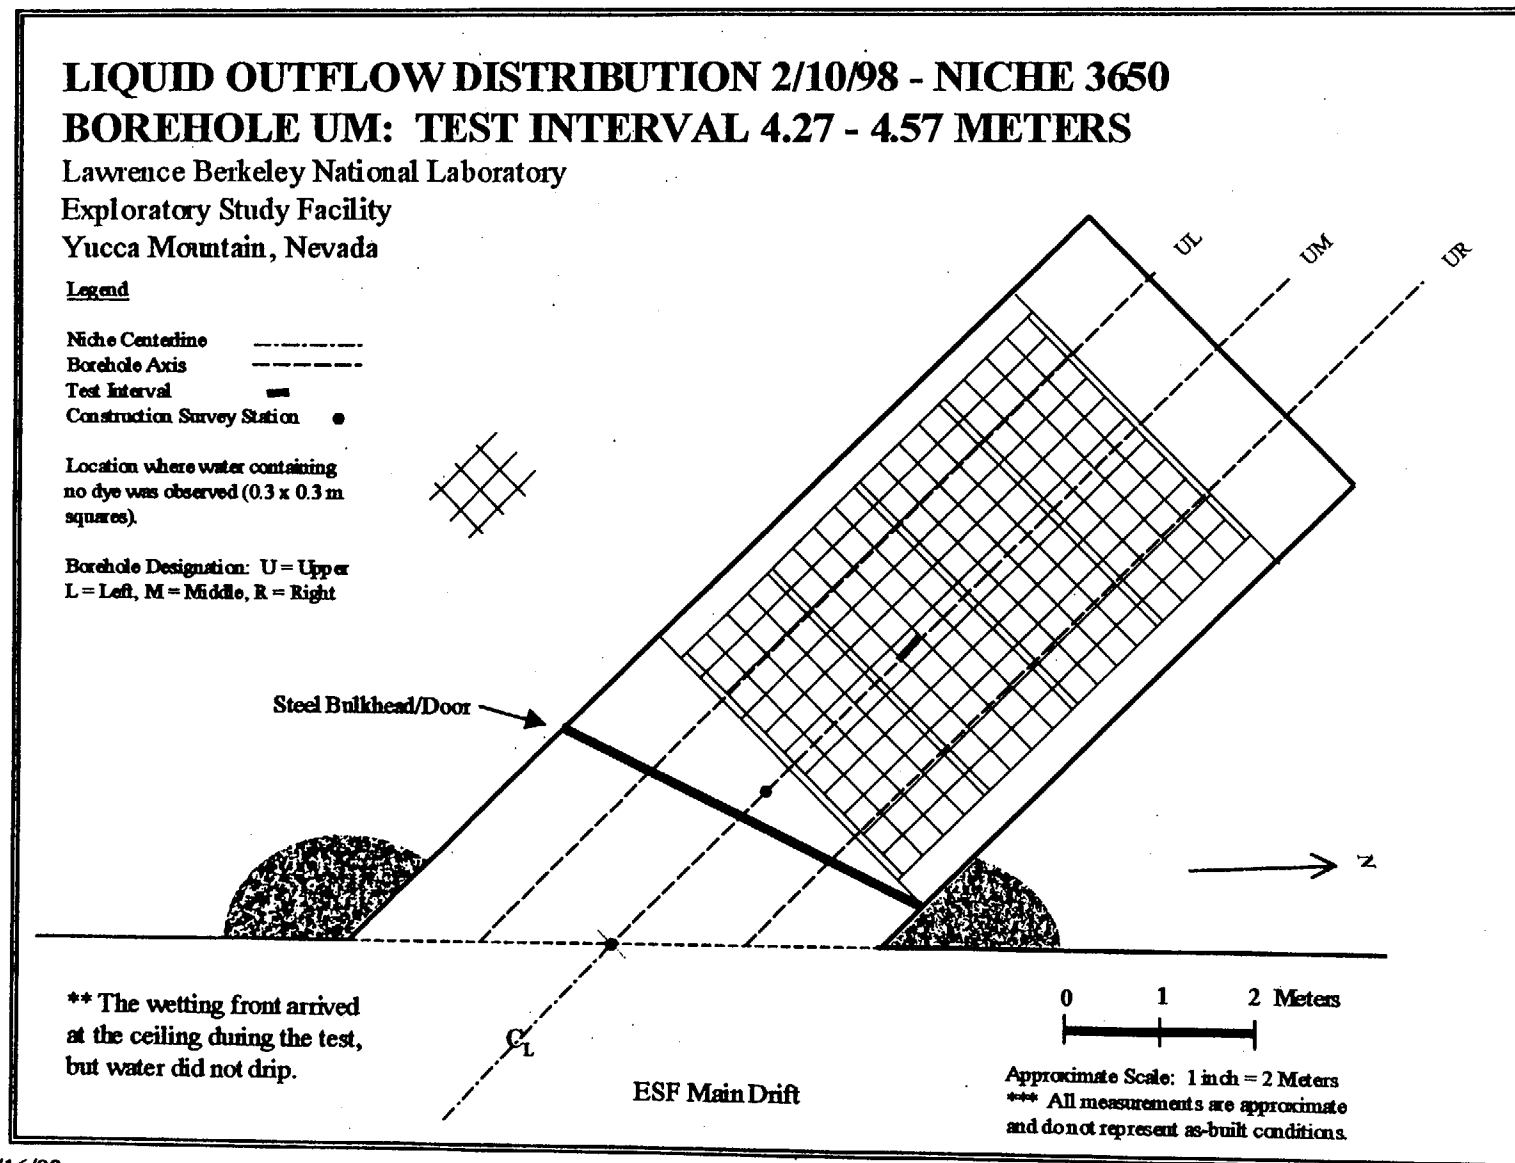 LIQUID OUTFLOW DISTRIBUTION 2/10/98 - NICHE 3650
BOREHOLE UM: TEST INTERVAL 4.27 - 4.57 METERS
Lawrence Berkeley National Laboratory
Exploratory Study Facility
Yucca Mountain, Nevada
Legend
Niche Centerline
Borehole Axis
Test Interval
Construction Survey Station
Location where water containing
no dye was observed (0.3 x 0.3 m
squares).
Borehole Designation: U = Upper
L = Left, M = Middle, R = Right
UL
UM
UR
Steel Bulkhead/Door
N
** The wetting front arrived
at the ceiling during the test,
but water did not drip.
CL
ESF Main Drift
0 1 2 Meters
Approximate Scale: 1 inch = 2 Meters
*** All measurements are approximate
and do not represent as-built conditions.